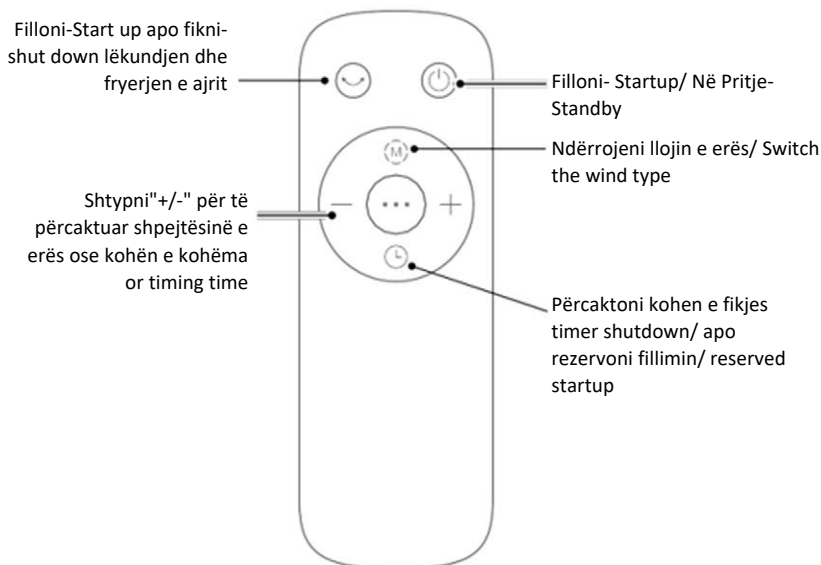 Filloni-Start up apo fikni-
shut down lëkundjen dhe
fryerjen e ajrit
Filloni- Startup/ Në Pritje-
Standby
M
Ndërrojeni llojin e erës/ Switch
the wind type
Shtypni"+/-" për të
përcaktuar shpejtësinë e
erës ose kohën e kohëma
or timing time
Përcaktoni kohen e fikjes
timer shutdown/ apo
rezervoni fillimin/ reserved
startup